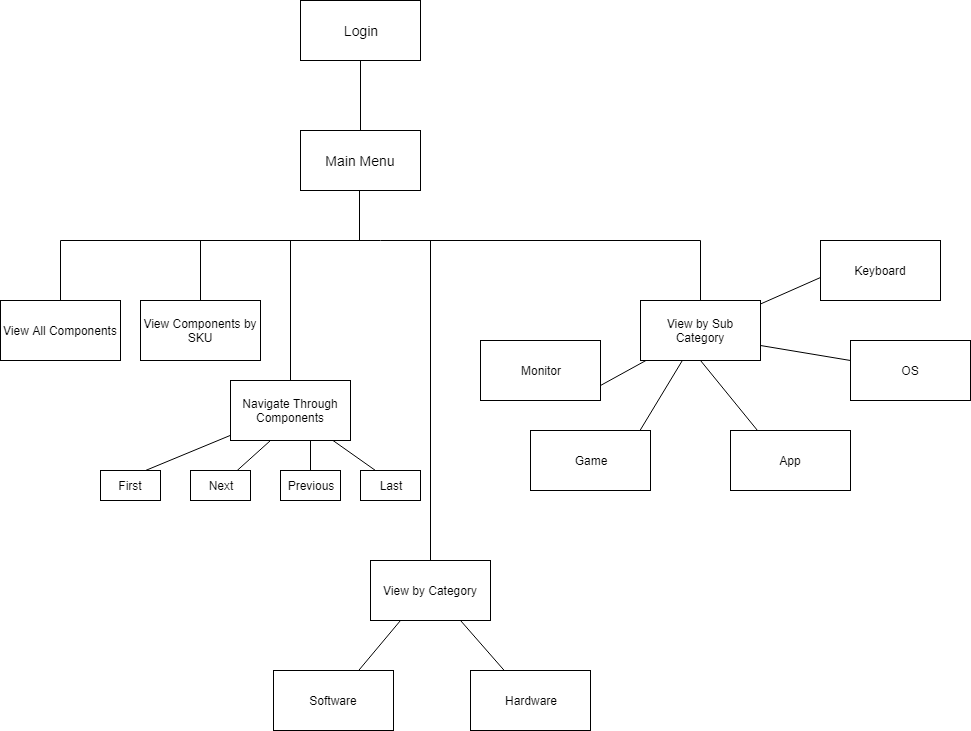 Login
Main Menu
Keyboard
View All Components
View Components by
SKU
View by Sub
Category
Monitor
OS
Navigate Through
Components
Game
App
First
Next
Previous
Last
View by Category
Software
Hardware